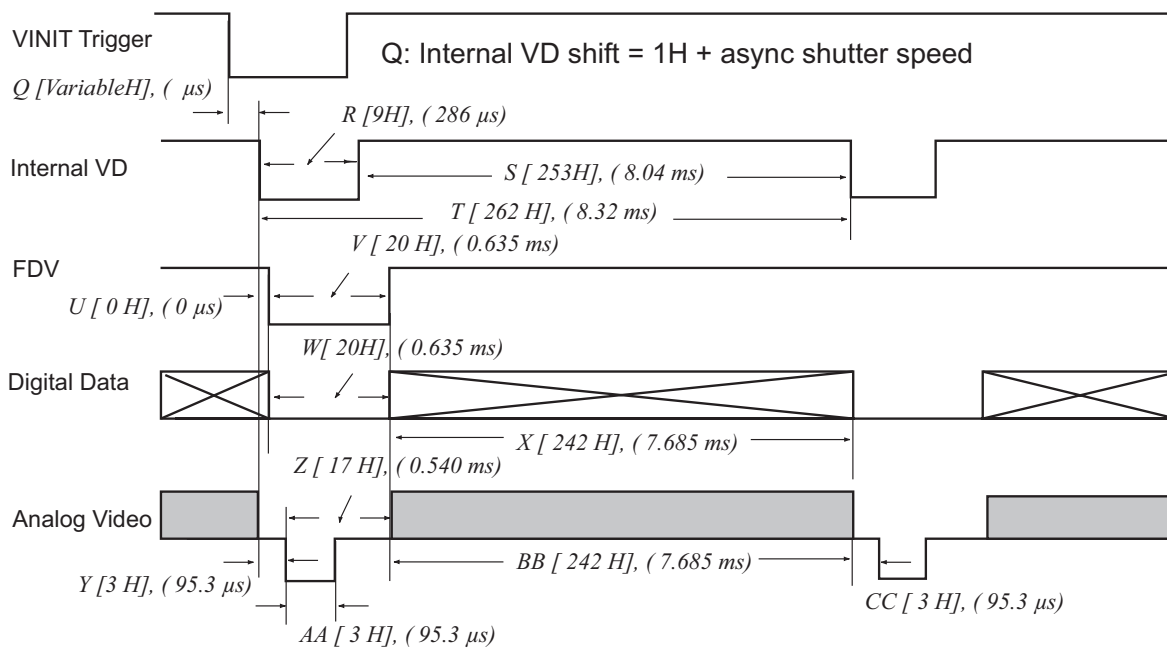 VINIT Trigger
Q: Internal VD shift = 1H + async shutter speed
Q [VariableH], (  µs)
R [9H], ( 286 µs)
Internal VD
S [ 253H], ( 8.04 ms)
T [ 262 H], ( 8.32 ms)
V [ 20 H], ( 0.635 ms)
FDV
U [ 0 H], ( 0 µs)
W[ 20H], ( 0.635 ms)
Digital Data
X [ 242 H], ( 7.685 ms)
Z [ 17 H], ( 0.540 ms)
Analog Video
BB [ 242 H], ( 7.685 ms)
Y [3 H], ( 95.3 µs)
CC [ 3 H], ( 95.3 µs)
AA [ 3 H], ( 95.3 µs)